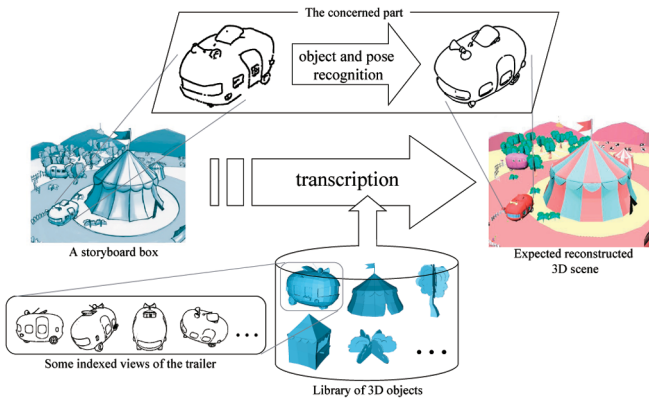 The concerned part
object and pose
recognition
transcription
A storyboard box
Expected reconstructed
3D scene
Some indexed views of the trailer
Library of 3D objects